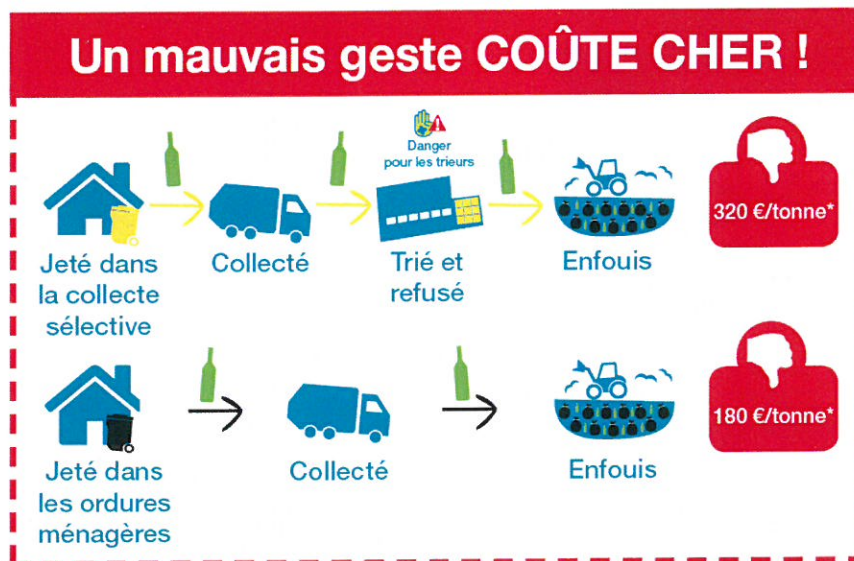 Un mauvais geste COÛTE CHER !
Danger
pour les trieurs
320 €/tonne*
Jeté dans
la collecte
sélective
Collecté
Trié et
refusé
Enfouis
180 €/tonne*
Jeté dans
les ordures
ménagères
Collecté
Enfouis